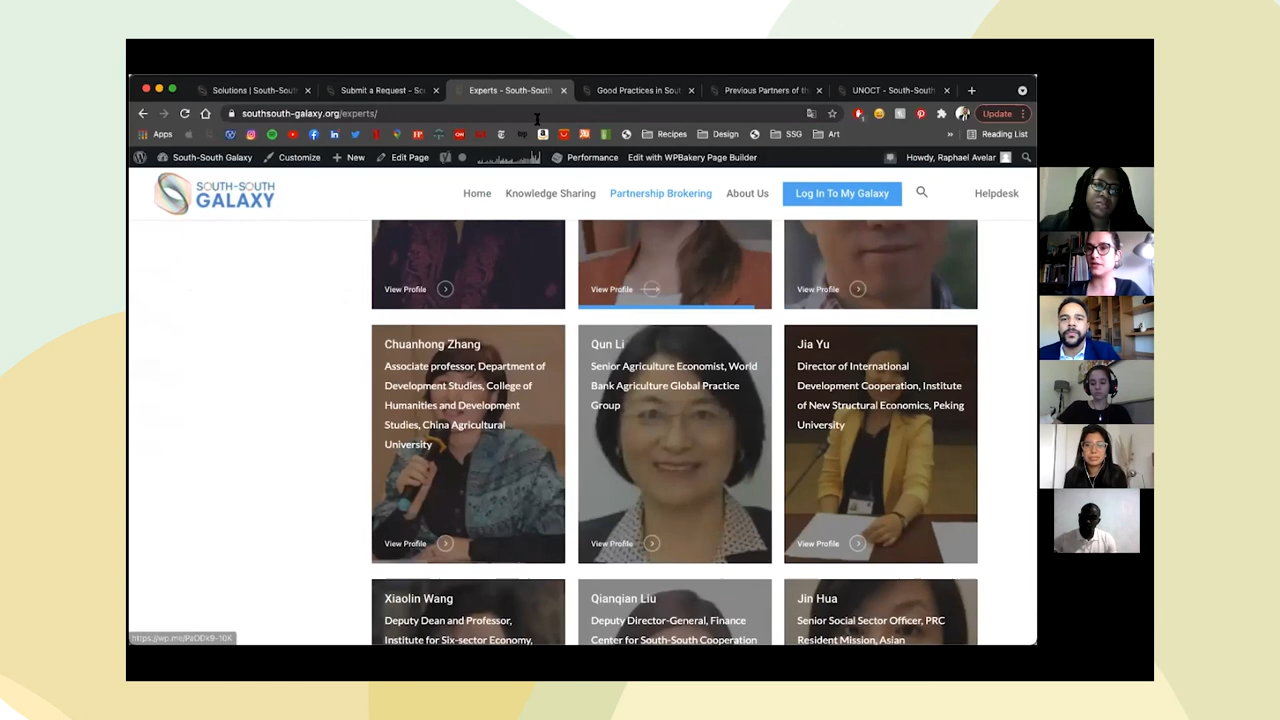 Solutions | South-Sout
Submit a Request - So
Experts - South-South
Good Practices in Sout
Previous Partners of th
UNOCT - South-South
southsouth-galaxy.org/experts/
Update
Apps
Recipes
Design
SSG
Art
Reading List
South-South Galaxy
Customize
New
Edit Page
Performance
Edit with WPBakery Page Builder
Howdy, Raphael Avelar
SOUTH-SOUTH
GALAXY
Home
Knowledge Sharing
Partnership Brokering
About Us
Log In To My Galaxy
Helpdesk
View Profile
View Profile
View Profile
Chuanhong Zhang
Associate professor, Department of
Development Studies, College of
Humanities and Development
Studies, China Agricultural
University
View Profile
Qun Li
Senior Agriculture Economist, World
Bank Agriculture Global Practice
Group
View Profile
Jia Yu
Director of International
Development Cooperation, Institute
of New Structural Economics, Peking
University
View Profile
Xiaolin Wang
Deputy Dean and Professor,
Institute for Six-sector Economy,
Qianqian Liu
Deputy Director-General, Finance
Center for South-South Cooperation
Jin Hua
Senior Social Sector Officer, PRC
Resident Mission, Asian